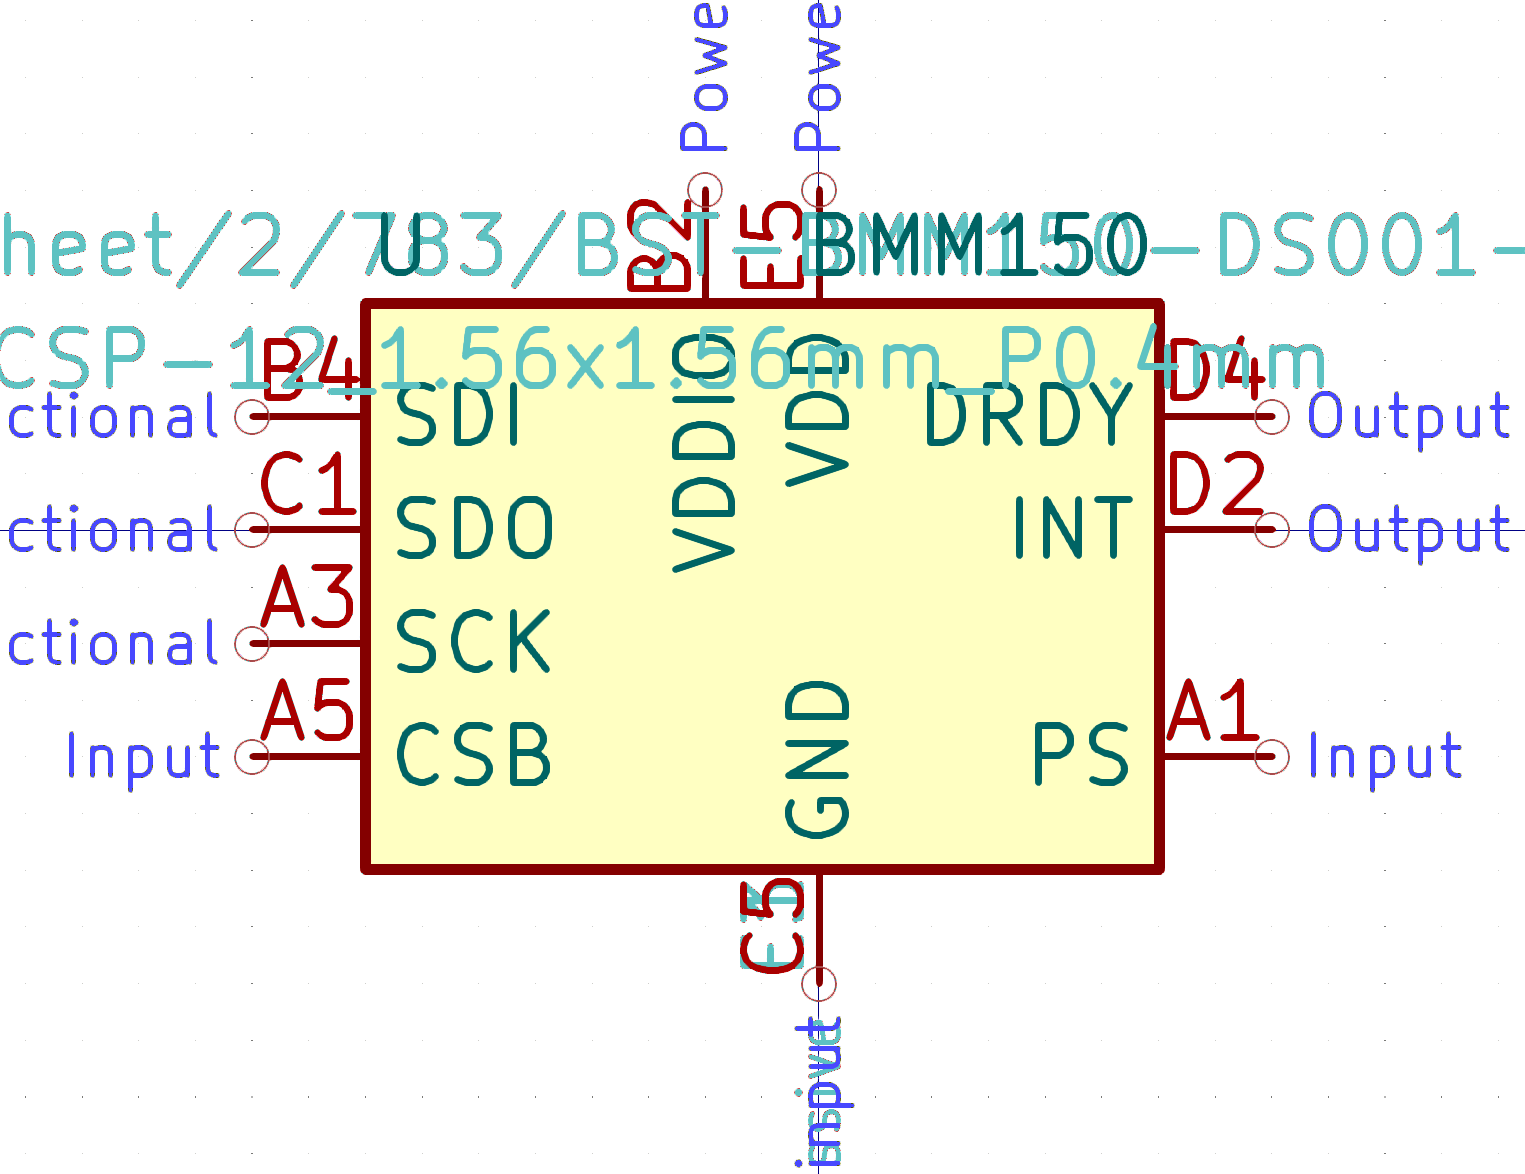 Powe
Powe
B2
E5
heet/2/783/BST-BMM150-DS001-
U
BMM150
CSP-12_1.56x1.56mm_P0.4mm
B4
D4
ctional
SDI
VDDIO
VDD
DRDY
Output
C1
D2
ctional
SDO
INT
Output
A3
ctional
SCK
A5
A1
Input
CSB
GND
PS
Input
C5
input